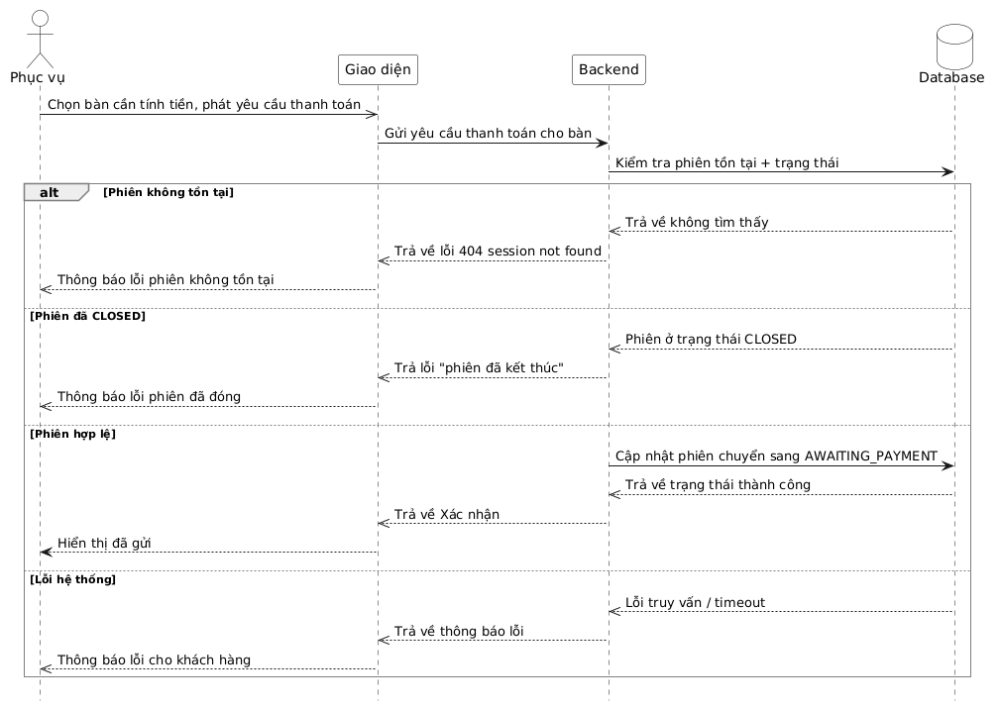 Phục vụ
Giao diện
Backend
Database
Chọn bàn cần tính tiền, phát yêu cầu thanh toán
Gửi yêu cầu thanh toán cho bàn
Kiểm tra phiên tồn tại + trạng thái
alt
[Phiên không tồn tại]
Trả về không tìm thấy
Trả về lỗi 404 session not found
Thông báo lỗi phiên không tồn tại
[Phiên đã CLOSED]
Phiên ở trạng thái CLOSED
Trả lỗi "phiên đã kết thúc"
Thông báo lỗi phiên đã đóng
[Phiên hợp lệ]
Cập nhật phiên chuyển sang AWAITING_PAYMENT
Trả về trạng thái thành công
Trả về Xác nhận
Hiển thị đã gửi
[Lỗi hệ thống]
Lỗi truy vấn / timeout
Trả về thông báo lỗi
Thông báo lỗi cho khách hàng